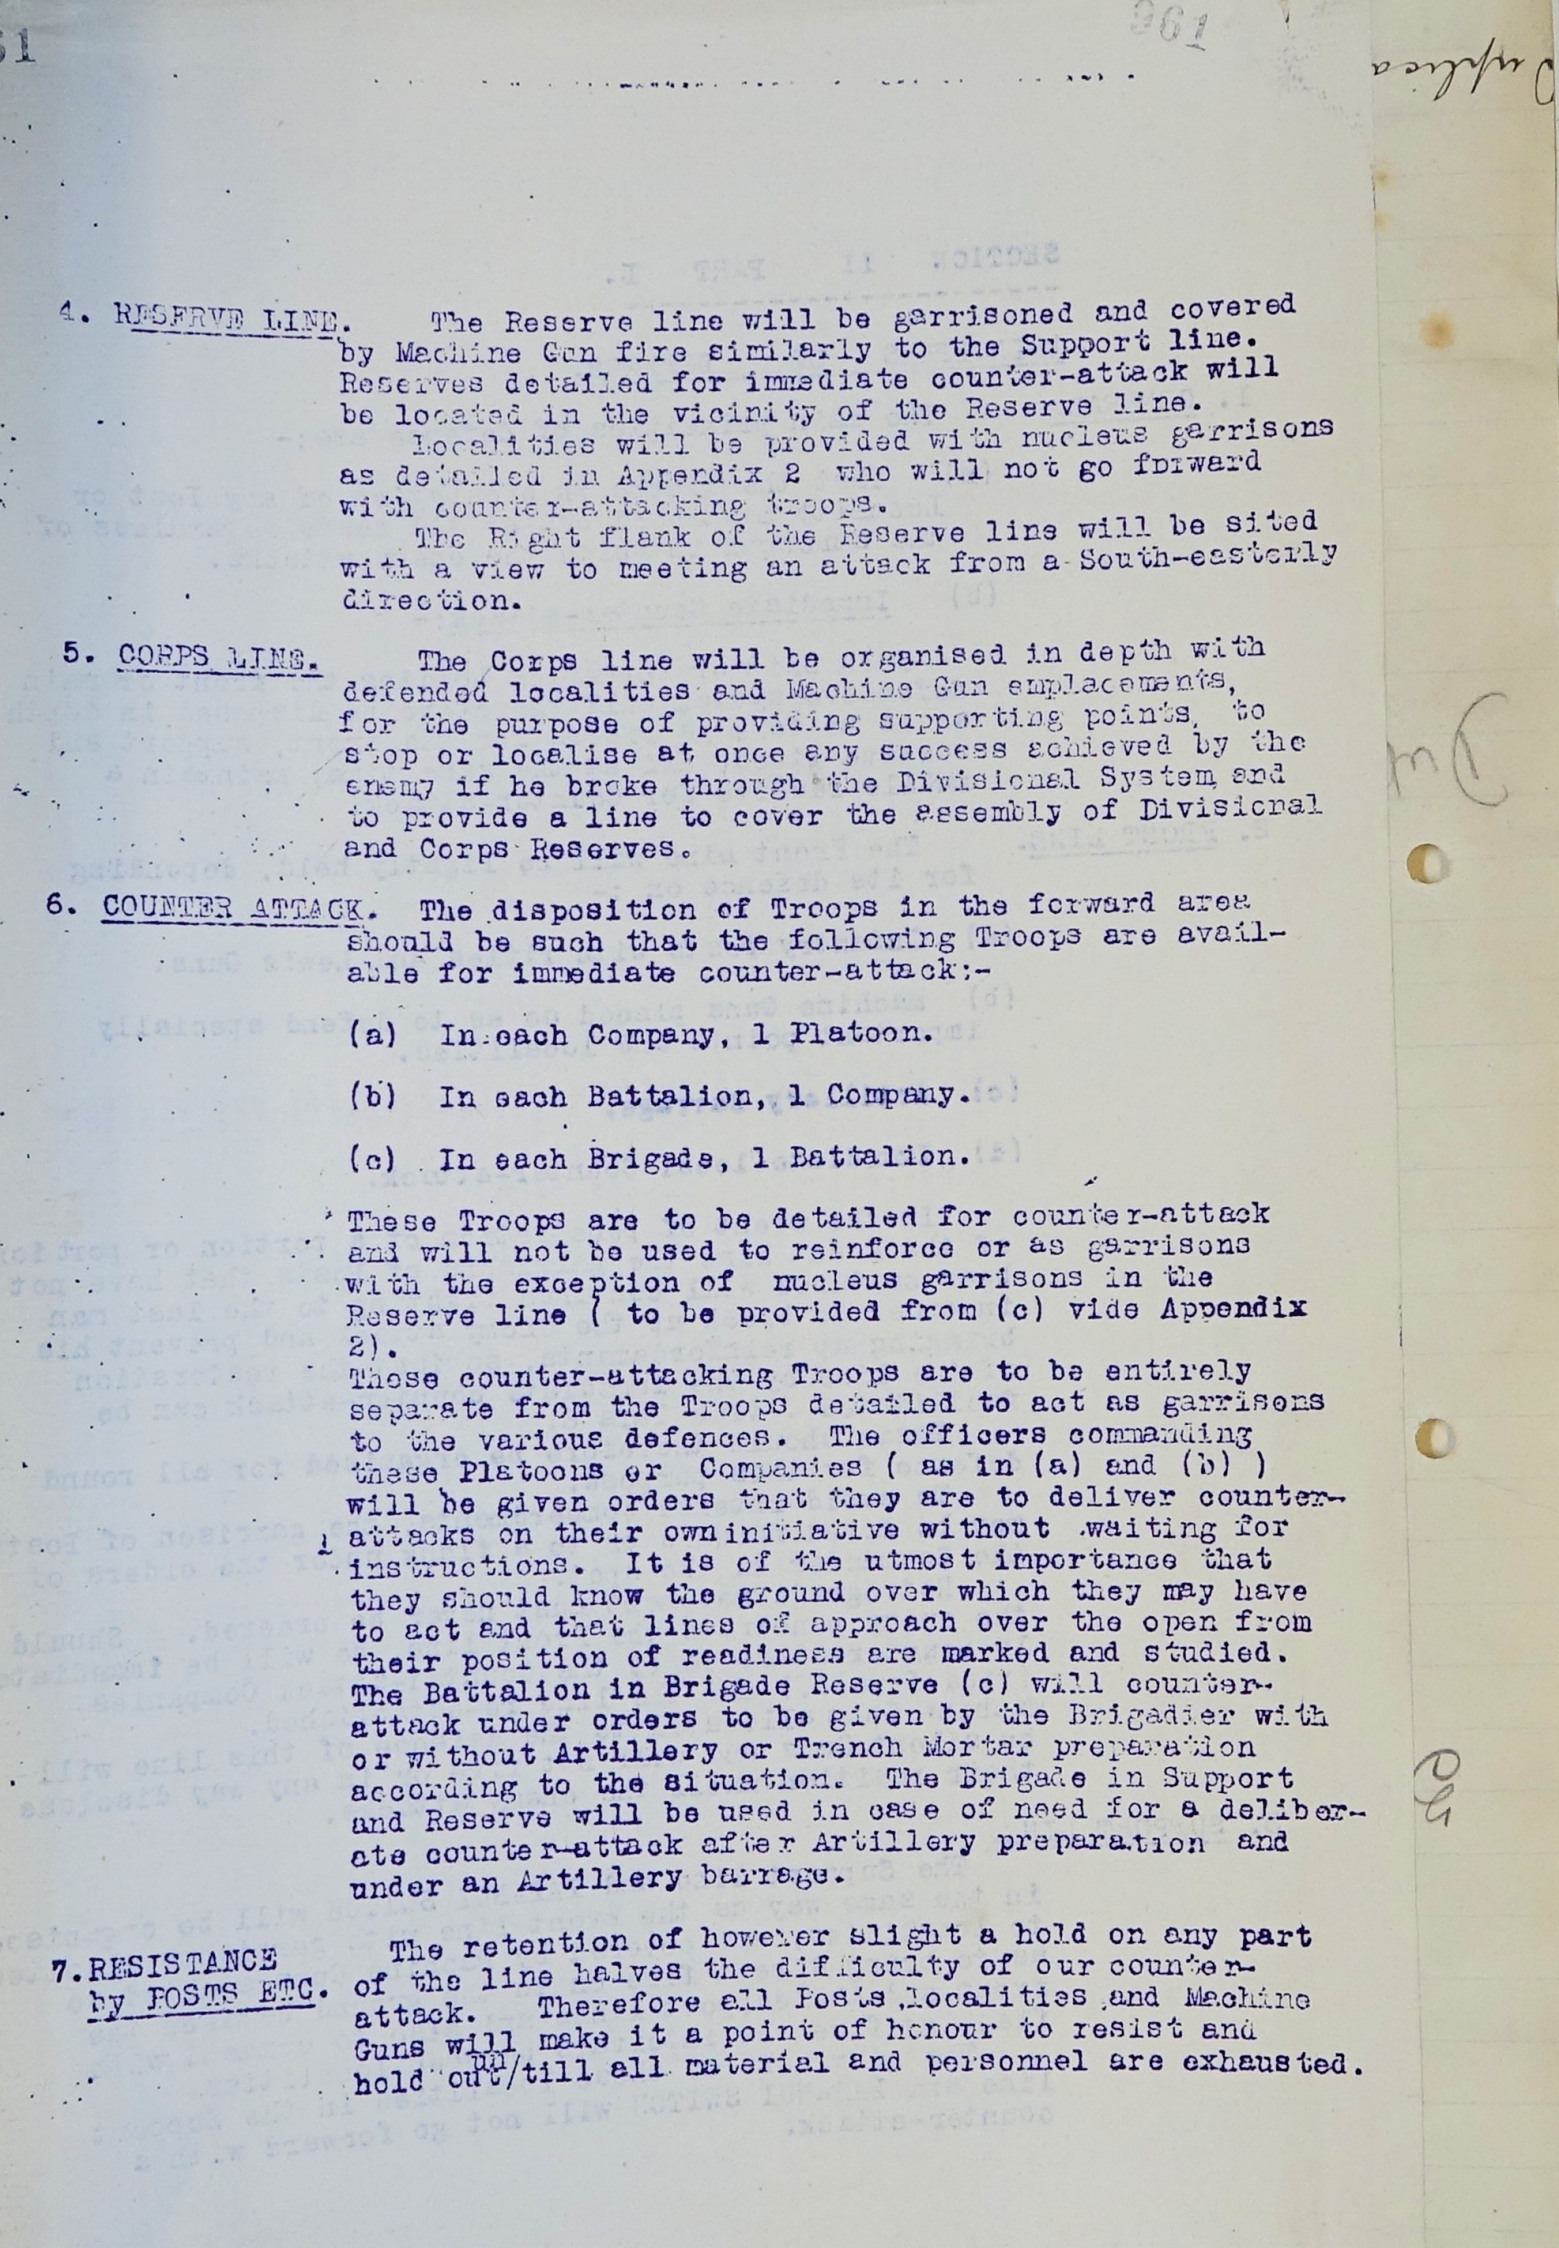 4. RESERVE LINE. The Reserve line will be garrisoned and covered
by Machine Gun fire similarly to the Support line.
Reserves detailed for immediate counter-attack will
be located in the vicinity of the Reserve line.
Localities will be provided with nucleus garrisons
as detailed in Appendix 2 who will not go forward
with counter-attacking troops.
The Right flank of the Reserve line will be sited
with a view to meeting an attack from a South-easterly
direction.
5. CORPS LINE. The Corps line will be organised in depth with
defended localities and Machine Gun emplacements,
for the purpose of providing supporting points, to
stop or localise at once any success achieved by the
enemy if he broke through the Divisional System and
to provide a line to cover the assembly of Divisional
and Corps Reserves.
6. COUNTER ATTACK. The disposition of Troops in the forward area
should be such that the following Troops are avail-
able for immediate counter-attack:-
(a) In each Company, 1 Platoon.
(b) In each Battalion, 1 Company.
(c) In each Brigade, 1 Battalion.
These Troops are to be detailed for counter-attack
and will not be used to reinforce or as garrisons
with the exception of nucleus garrisons in the
Reserve line ( to be provided from (c) vide Appendix
2).
These counter-attacking Troops are to be entirely
separate from the Troops detailed to act as garrisons
to the various defences. The officers commanding
these Platoons or Companies ( as in (a) and (b) )
will be given orders that they are to deliver counter-
attacks on their own initiative without waiting for
instructions. It is of the utmost importance that
they should know the ground over which they may have
to act and that lines of approach over the open from
their position of readiness are marked and studied.
The Battalion in Brigade Reserve (c) will counter-
attack under orders to be given by the Brigadier with
or without Artillery or Trench Mortar preparation
according to the situation. The Brigade in Support
and Reserve will be used in case of need for a deliber-
ate counter-attack after Artillery preparation and
under an Artillery barrage.
7. RESISTANCE
by POSTS ETC.
The retention of however slight a hold on any part
of the line halves the difficulty of our counter-
attack. Therefore all Posts, localities, and Machine
Guns will make it a point of honour to resist and
hold out/un till all material and personnel are exhausted.